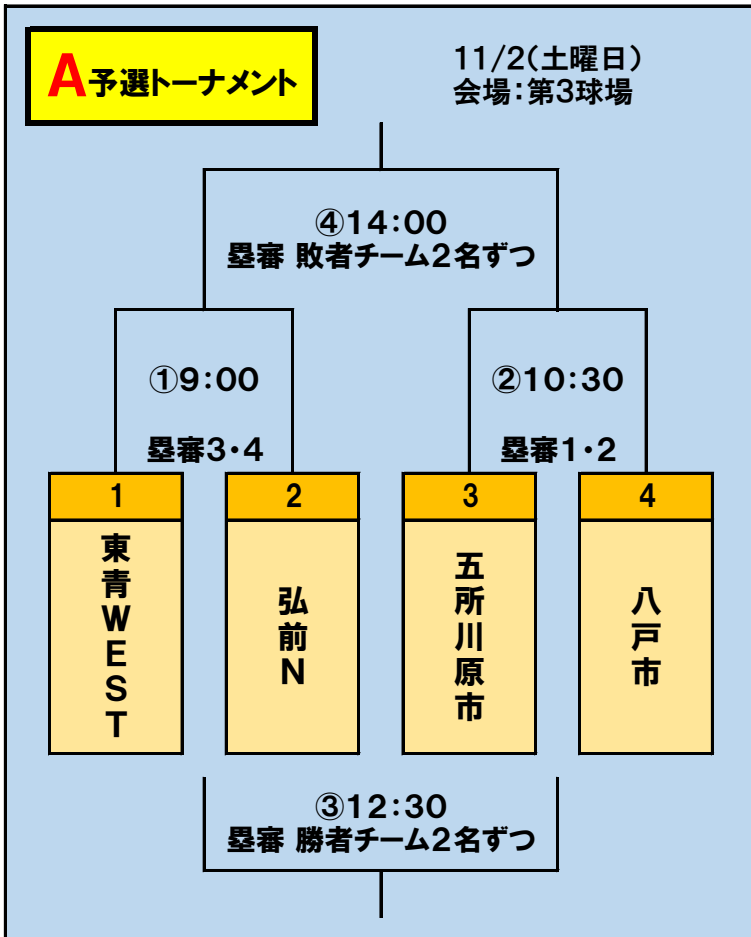 A予選トーナメント
11/2(土曜日)
会場:第3球場
④14:00
塁審 敗者チーム2名ずつ
①9:00
塁審3・4
②10:30
塁審1・2
1
東青WEST
2
弘前N
3
五所川原市
4
八戸市
③12:30
塁審 勝者チーム2名ずつ